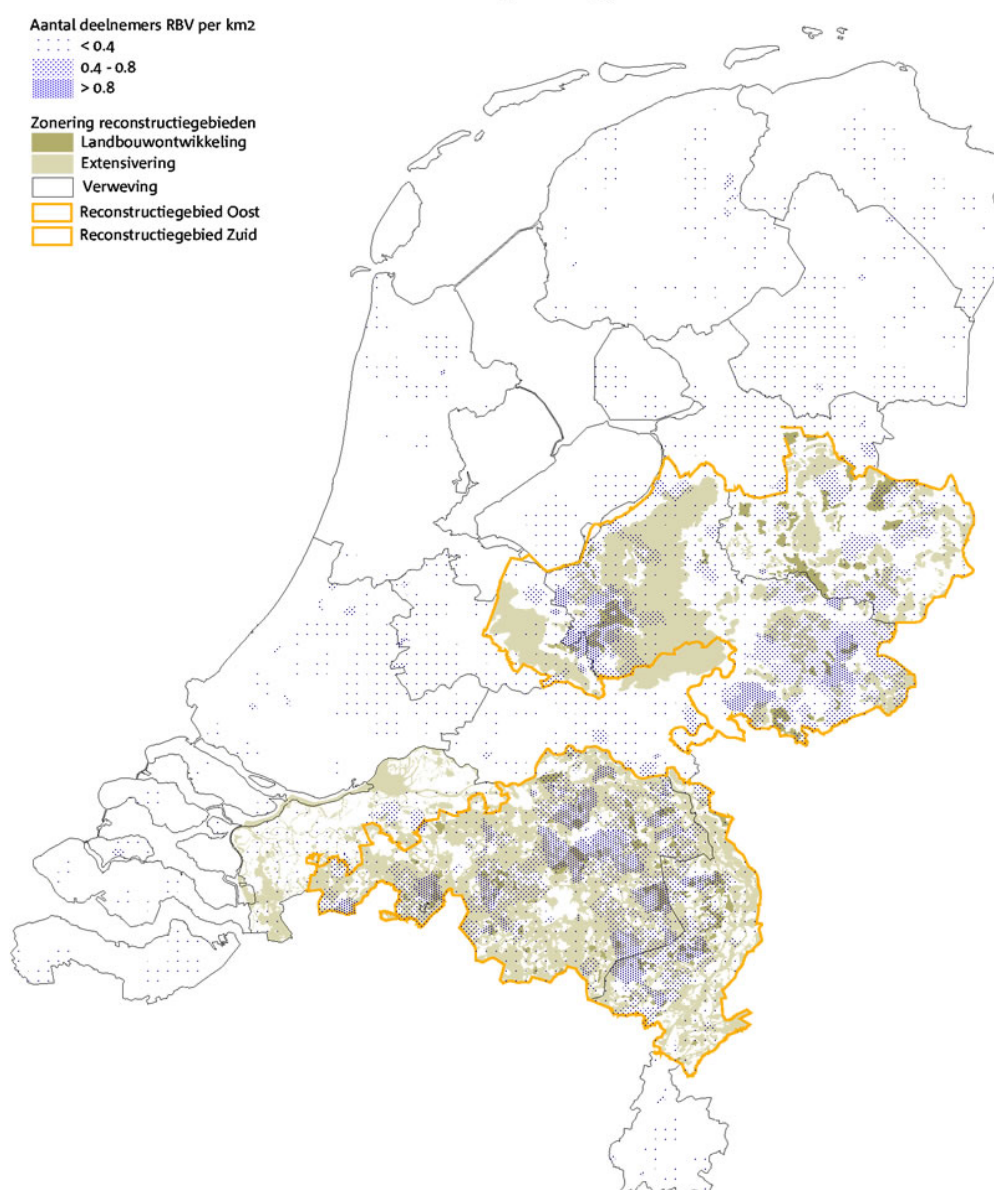 Aantal deelnemers RBV per km2
< 0.4
0.4 - 0.8
> 0.8
Zonering reconstructiegebieden
Landbouwontwikkeling
Extensivering
Verweving
Reconstructiegebied Oost
Reconstructiegebied Zuid